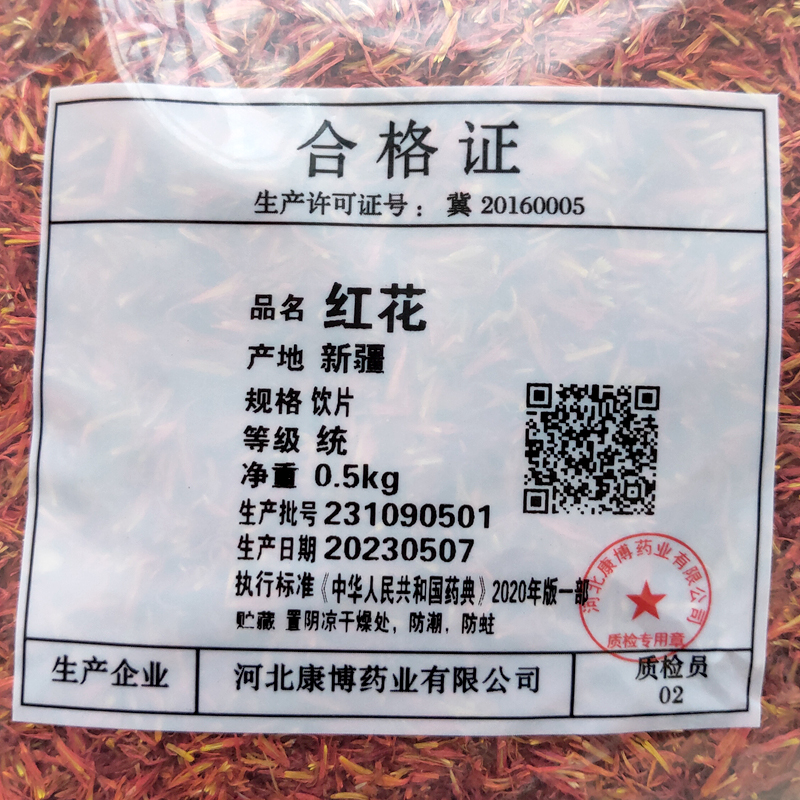 合格证
生产许可证号：冀 20160005
品名 红花
产地 新疆
规格 饮片
等级 统
净重 0.5kg
生产批号 231090501
生产日期 20230507
执行标准《中华人民共和国药典》2020年版一部
贮藏 置阴凉干燥处，防潮，防蛀
河北康博药业有限公司
质检专用章
生产企业 河北康博药业有限公司 质检员
02